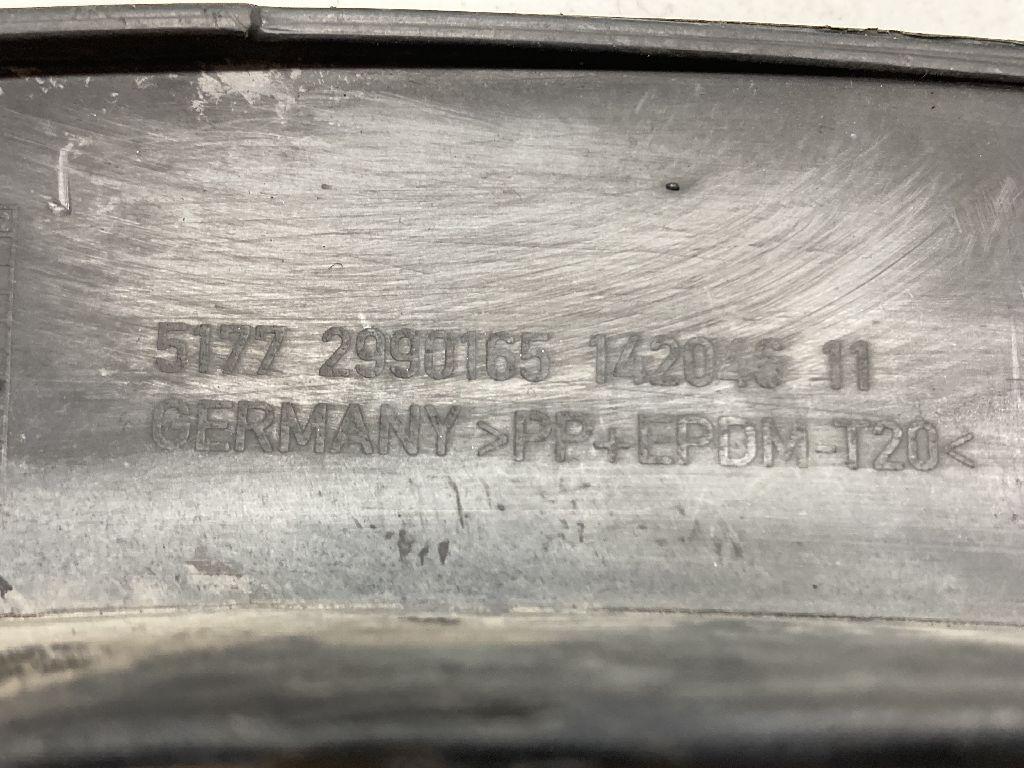 5177 2990165 142046 11
GERMANY >PP+EPDM-T20<